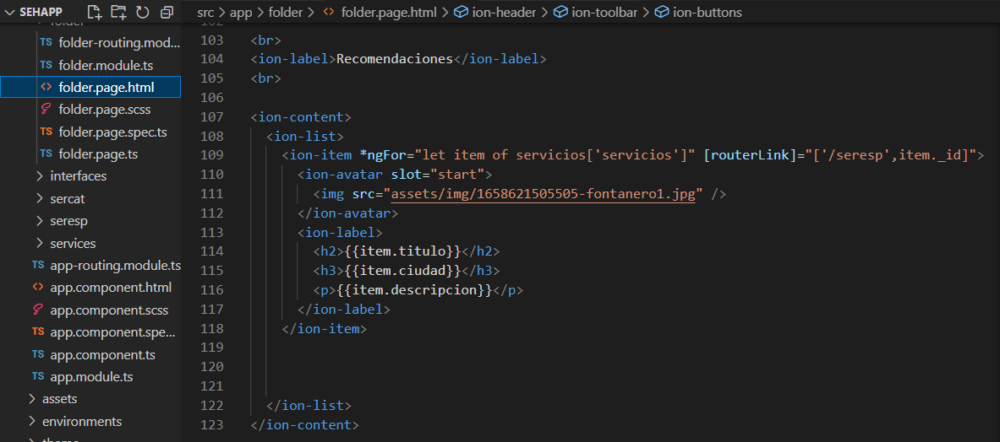 SEHAPP
src > app > folder > <> folder.page.html > ion-header > ion-toolbar > ion-buttons
folder
TS folder-routing.mod...
TS folder.module.ts
<> folder.page.html
folder.page.scss
TS folder.page.spec.ts
TS folder.page.ts
interfaces
sercat
seresp
services
TS app-routing.module.ts
<> app.component.html
app.component.scss
TS app.component.spe...
TS app.component.ts
TS app.module.ts
assets
environments
102
103 <br>
104 <ion-label>Recomendaciones</ion-label>
105 <br>
106
107 <ion-content>
108 <ion-list>
109 <ion-item *ngFor="let item of servicios['servicios']" [routerLink]="['/seresp',item._id]">
110 <ion-avatar slot="start">
111 <img src="assets/img/1658621505505-fontanero1.jpg" />
112 </ion-avatar>
113 <ion-label>
114 <h2>{{item.titulo}}</h2>
115 <h3>{{item.ciudad}}</h3>
116 <p>{{item.descripcion}}</p>
117 </ion-label>
118 </ion-item>
119
120
121
122 </ion-list>
123 </ion-content>